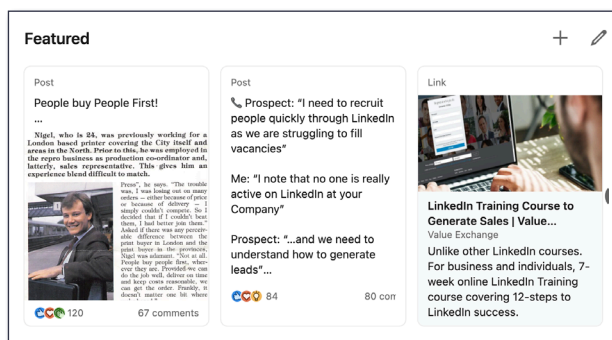 Featured
Post
People buy People First!
...
Nigel, who is 24, was previously working for a
London based printer covering the City itself and
areas in the North. Prior to this, he was employed in
the repro business as production co-ordinator and,
latterly, sales representative. This gives him an
experience blend difficult to match.
Press", he says. "The trouble
was, I was losing out on many
orders — either because of price
or because of delivery — I
simply couldn't compete. So I
decided that if I couldn't beat
them, I had better join them."
Asked if there was any perceiv-
able difference between the
print buyer in London and the
print buyer in the provinces,
Nigel was adamant. "Not at all.
People buy people first, wher-
ever they are. Provided we can
do the job well, deliver on time
and keep costs reasonable, we
can get the order. Frankly, it
doesn't matter one bit where
120
67 comments
Post
📞 Prospect: “I need to recruit
people quickly through LinkedIn
as we are struggling to fill
vacancies”
Me: “I note that no one is really
active on LinkedIn at your
Company”
Prospect: “...and we need to
understand how to generate
leads”...
84
80 com
Link
LinkedIn Training Course to
Generate Sales | Value...
Value Exchange
Unlike other LinkedIn courses.
For business and individuals, 7-
week online LinkedIn Training
course covering 12-steps to
LinkedIn success.